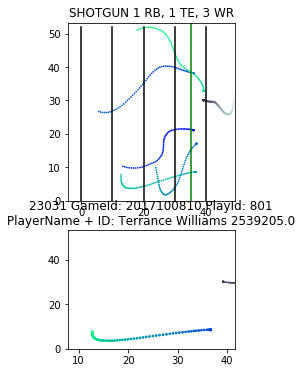 SHOTGUN 1 RB, 1 TE, 3 WR
50
40
30
20
10
0
0 20 40
GameId: 2017100810 PlayId: 801
PlayerName + ID: Terrance Williams 2539205.0
40
20
0
10 20 30 40